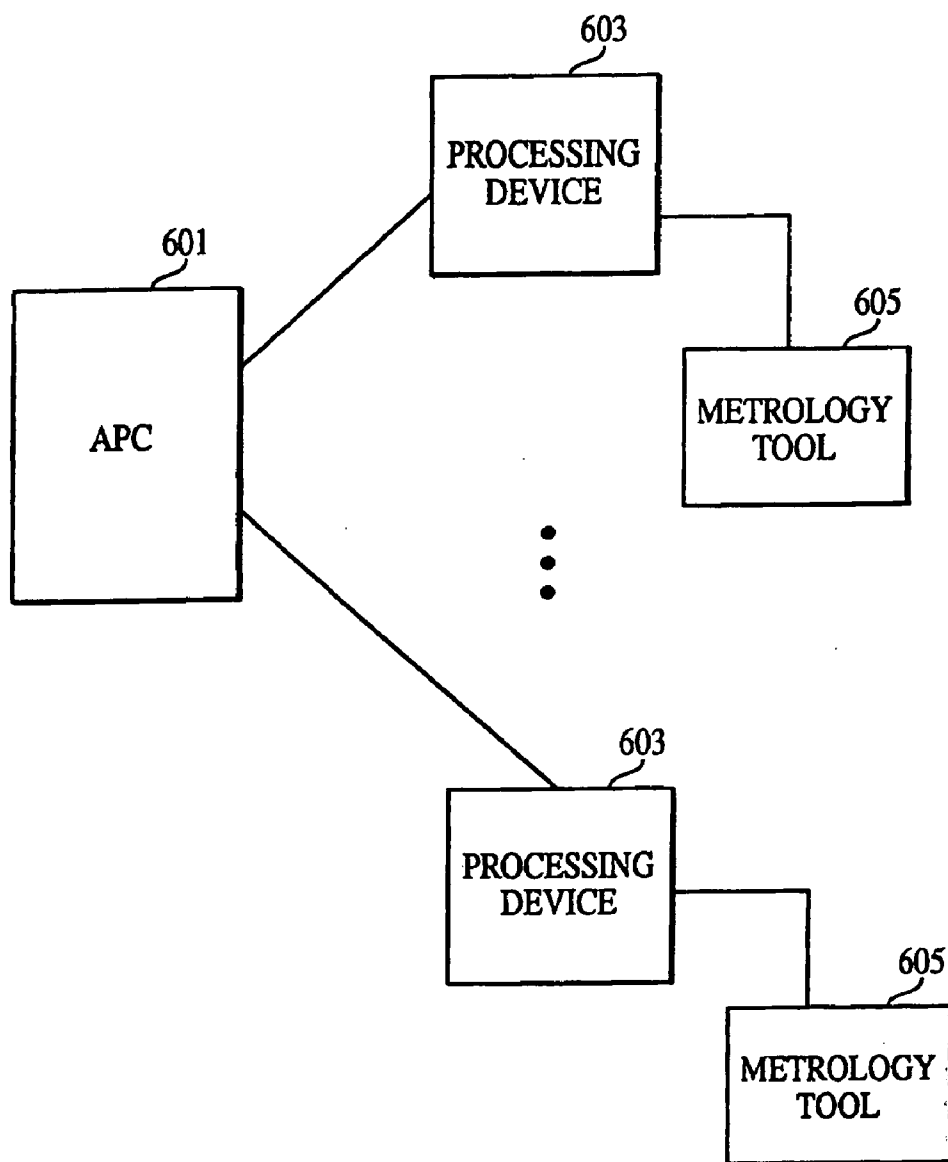 603
PROCESSING
DEVICE
601
APC
605
METROLOGY
TOOL
603
PROCESSING
DEVICE
605
METROLOGY
TOOL